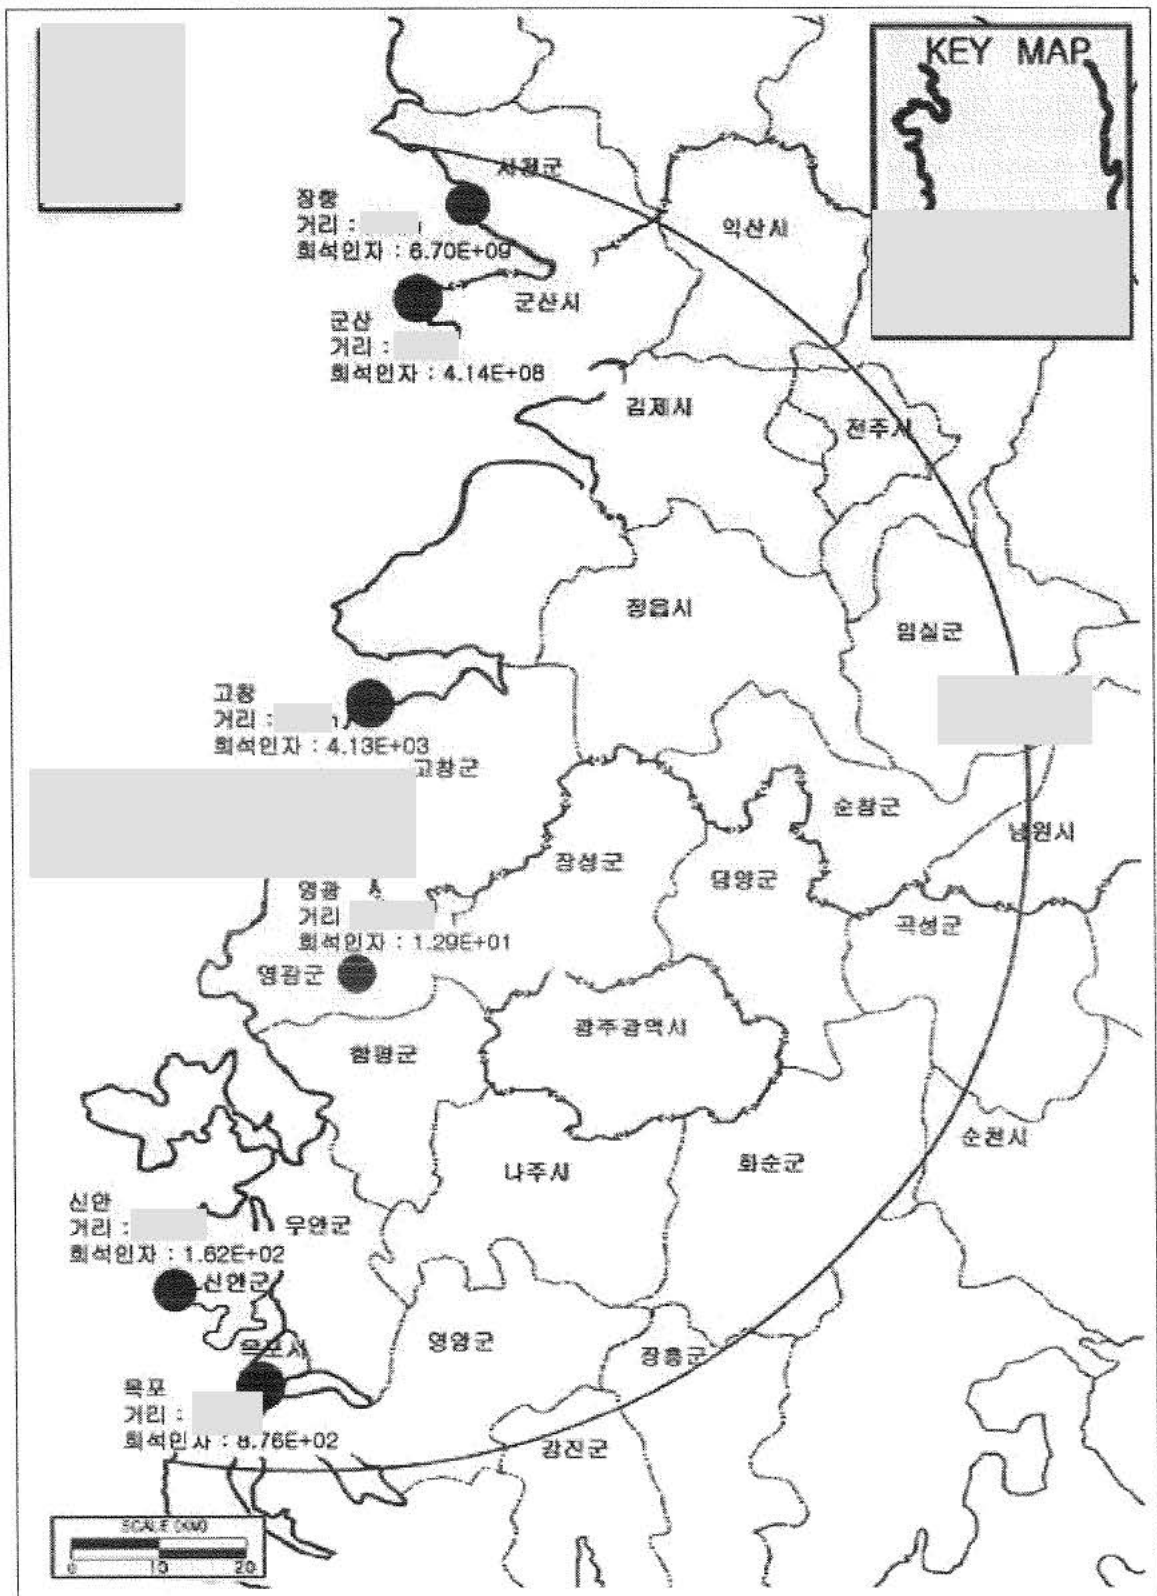 KEY MAP
서천군
장항
거리 :
희석인자 : 6.70E+09
익산시
군산시
군산
거리 :
희석인자 : 4.14E+08
김제시
전주시
정읍시
임실군
고창
거리 :
희석인자 : 4.13E+03
고창군
순창군
남원시
장성군
담양군
영광
거리
희석인자 : 1.29E+01
곡성군
영광군
광주광역시
함평군
순천시
나주시
화순군
신안
거리 :
희석인자 : 1.62E+02
무안군
신안군
목포시
영암군
장흥군
목포
거리 :
희석인자 : 8.76E+02
강진군
SCALE (KM)
0 10 20